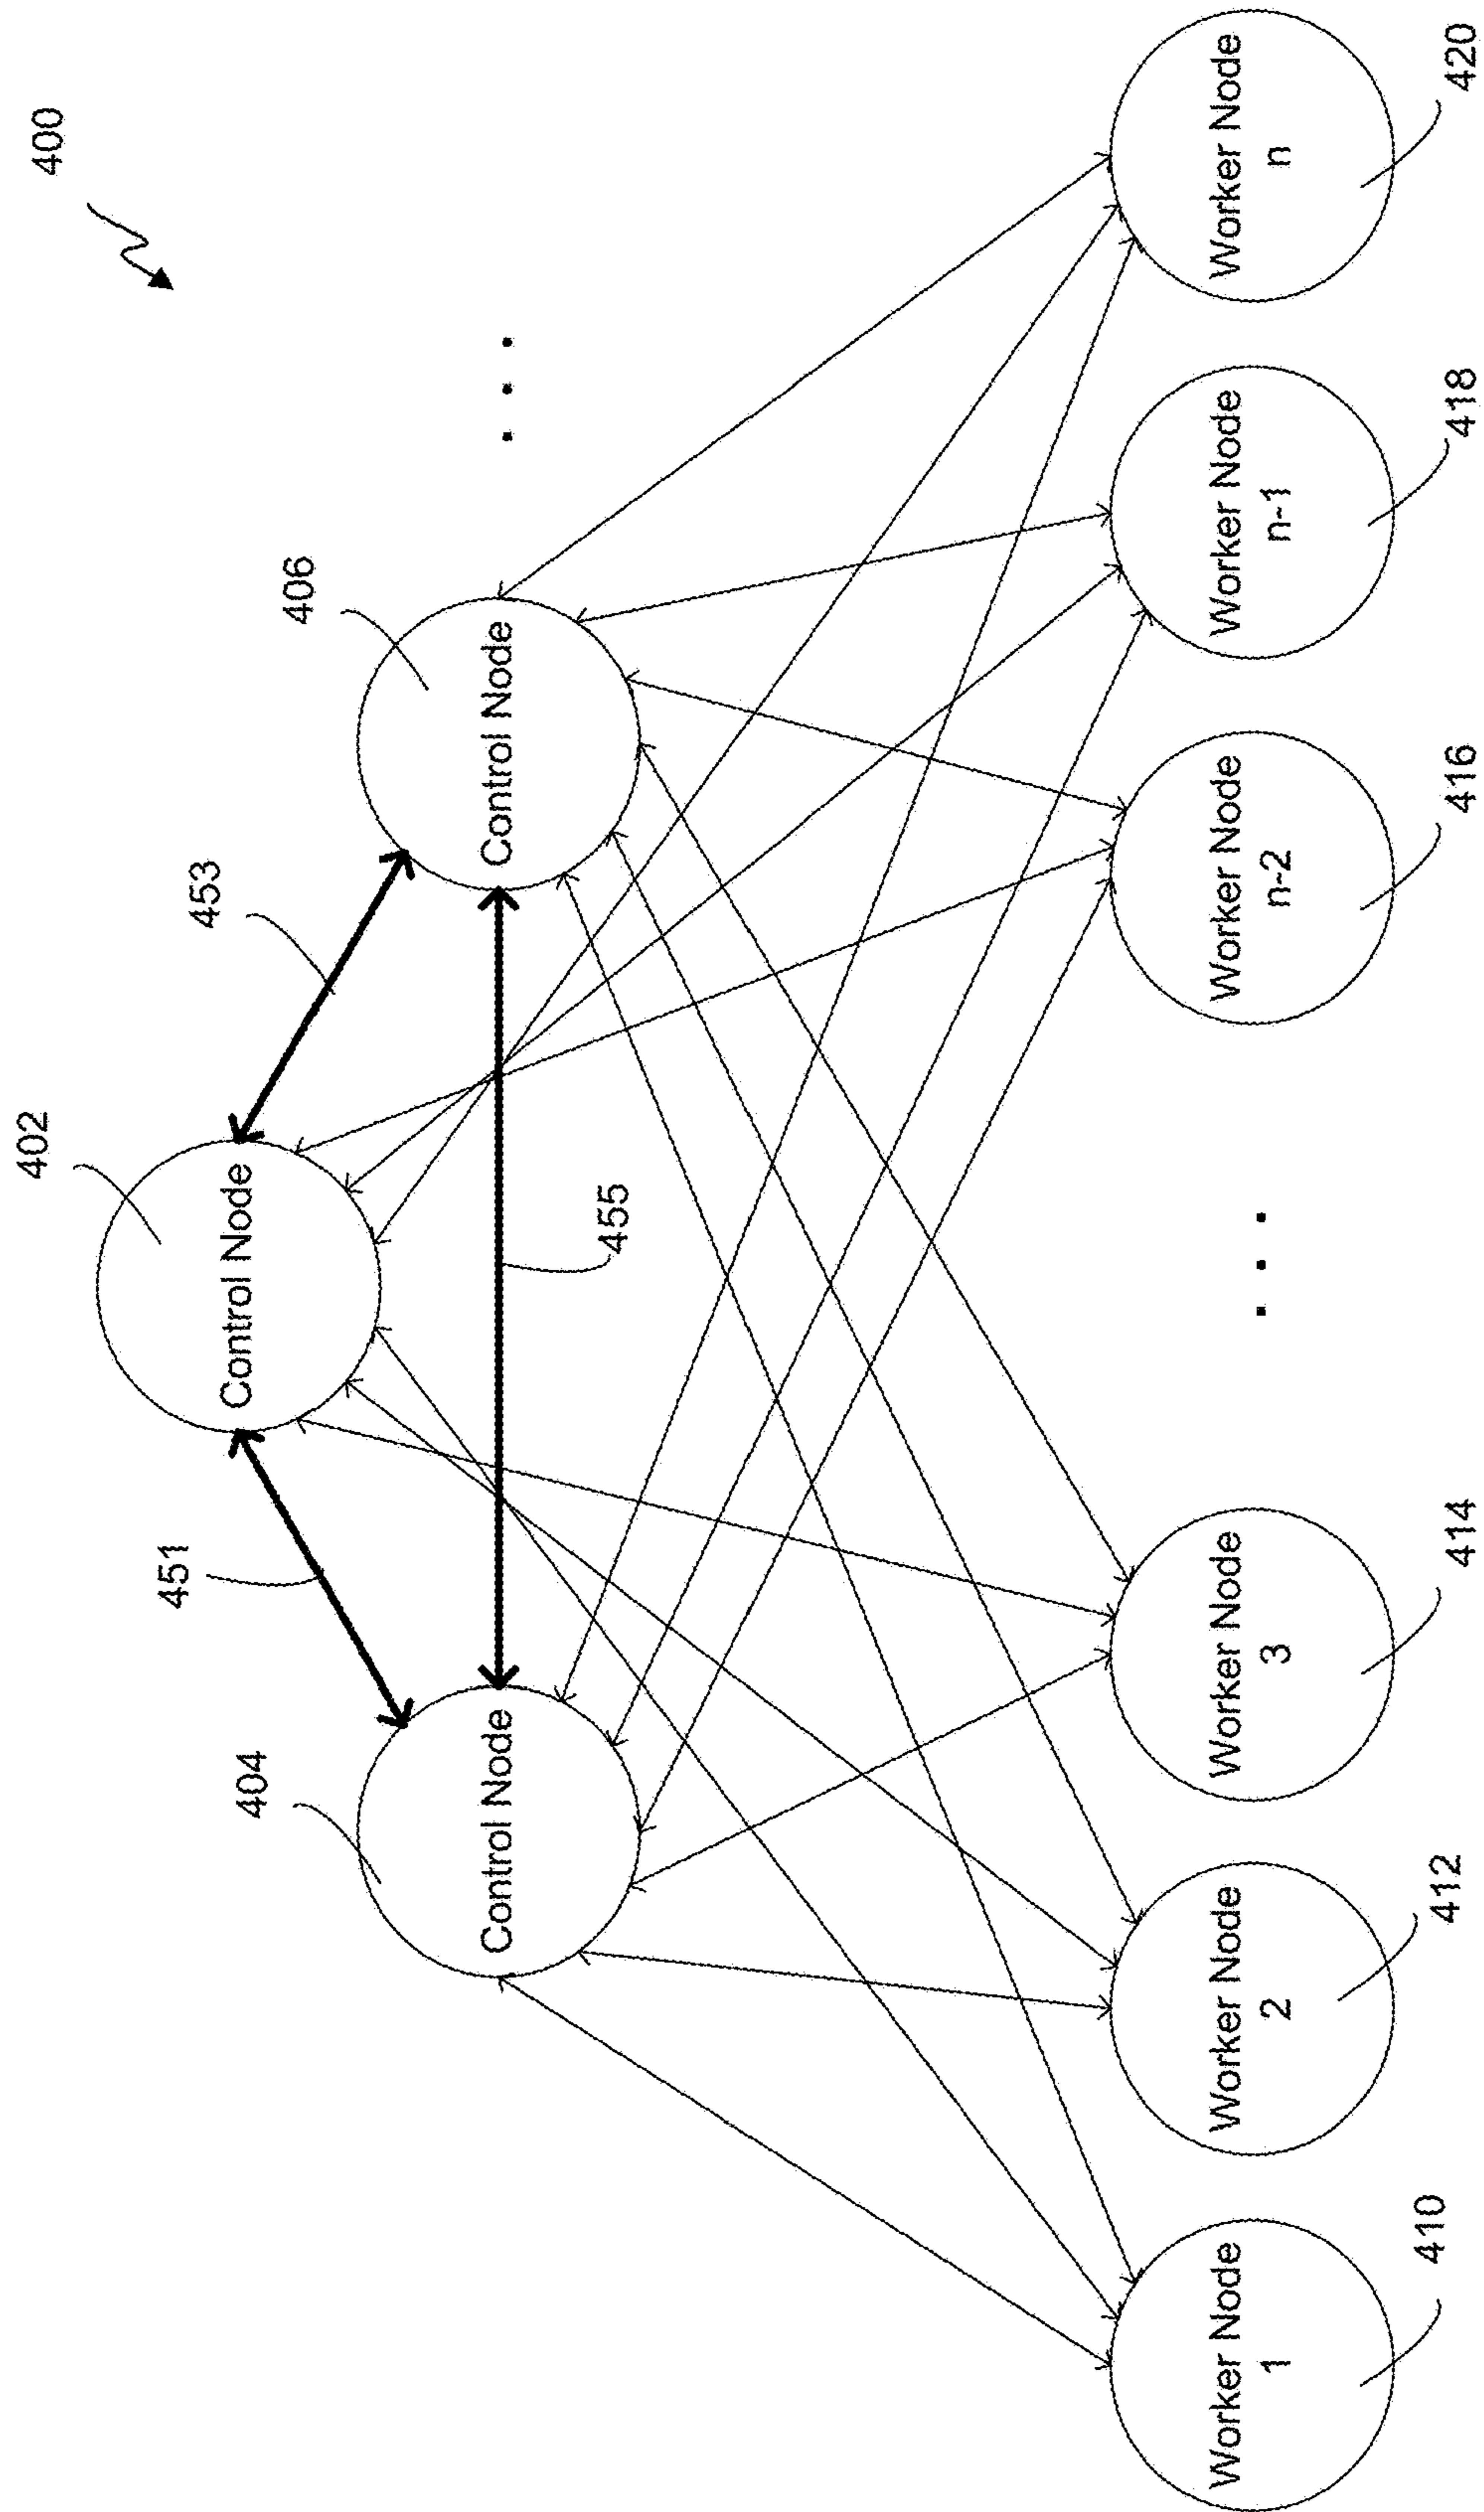 400
402
Control Node
451
453
404
Control Node
406
Control Node
. . .
455
Worker Node
1
410
Worker Node
2
412
Worker Node
3
414
. . .
Worker Node
n-2
416
Worker Node
n-1
418
Worker Node
n
420